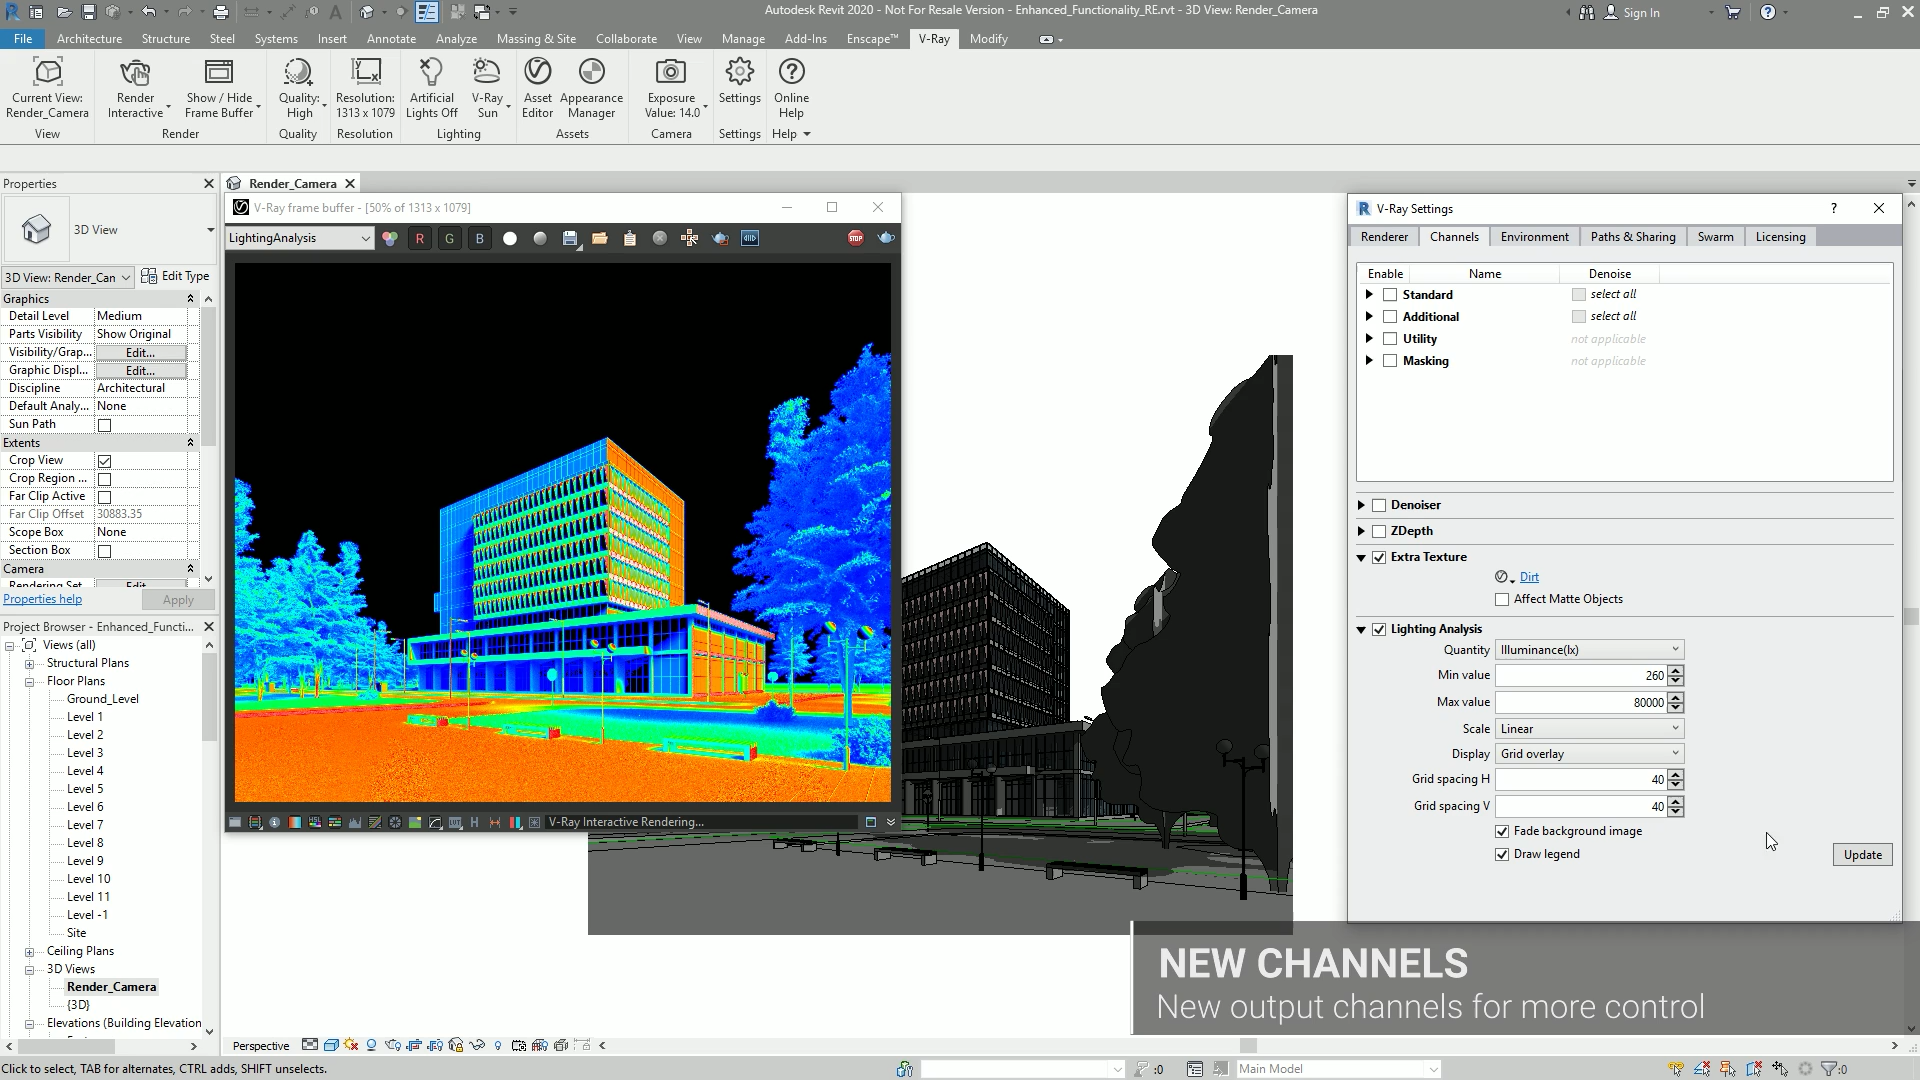 Autodesk Revit 2020 - Not For Resale Version - Enhanced_Functionality_RE.rvt - 3D View: Render_Camera
Sign In
File Architecture Structure Steel Systems Insert Annotate Analyze Massing & Site Collaborate View Manage Add-Ins Enscape™ V-Ray Modify
Current View: Render_Camera
Render Interactive
Show / Hide Frame Buffer
Quality: High
Resolution: 1313 x 1079
Artificial Lights Off
V-Ray Sun
Asset Editor
Appearance Manager
Exposure Value: 14.0
Settings
Online Help
View Render Quality Resolution Lighting Assets Camera Settings Help
Properties
3D View
3D View: Render_Can
Edit Type
Graphics
Detail Level Medium
Parts Visibility Show Original
Visibility/Grap... Edit...
Graphic Displ... Edit...
Discipline Architectural
Default Analy... None
Sun Path
Extents
Crop View
Crop Region ...
Far Clip Active
Far Clip Offset 30883.35
Scope Box None
Section Box
Camera
Rendering Set Edit
Properties help
Apply
Project Browser - Enhanced_Functi...
Views (all)
Structural Plans
Floor Plans
Ground_Level
Level 1
Level 2
Level 3
Level 4
Level 5
Level 6
Level 7
Level 8
Level 9
Level 10
Level 11
Level -1
Site
Ceiling Plans
3D Views
Render_Camera
{3D}
Elevations (Building Elevation
Render_Camera
V-Ray frame buffer - [50% of 1313 x 1079]
LightingAnalysis
R G B
STOP
V-Ray Interactive Rendering...
V-Ray Settings
Renderer Channels Environment Paths & Sharing Swarm Licensing
Enable Name Denoise
Standard select all
Additional select all
Utility not applicable
Masking not applicable
Denoiser
ZDepth
Extra Texture
Dirt
Affect Matte Objects
Lighting Analysis
Quantity Illuminance(lx)
Min value 260
Max value 80000
Scale Linear
Display Grid overlay
Grid spacing H 40
Grid spacing V 40
Fade background image
Draw legend
Update
NEW CHANNELS
New output channels for more control
Perspective
Click to select, TAB for alternates, CTRL adds, SHIFT unselects.
:0
Main Model
:0